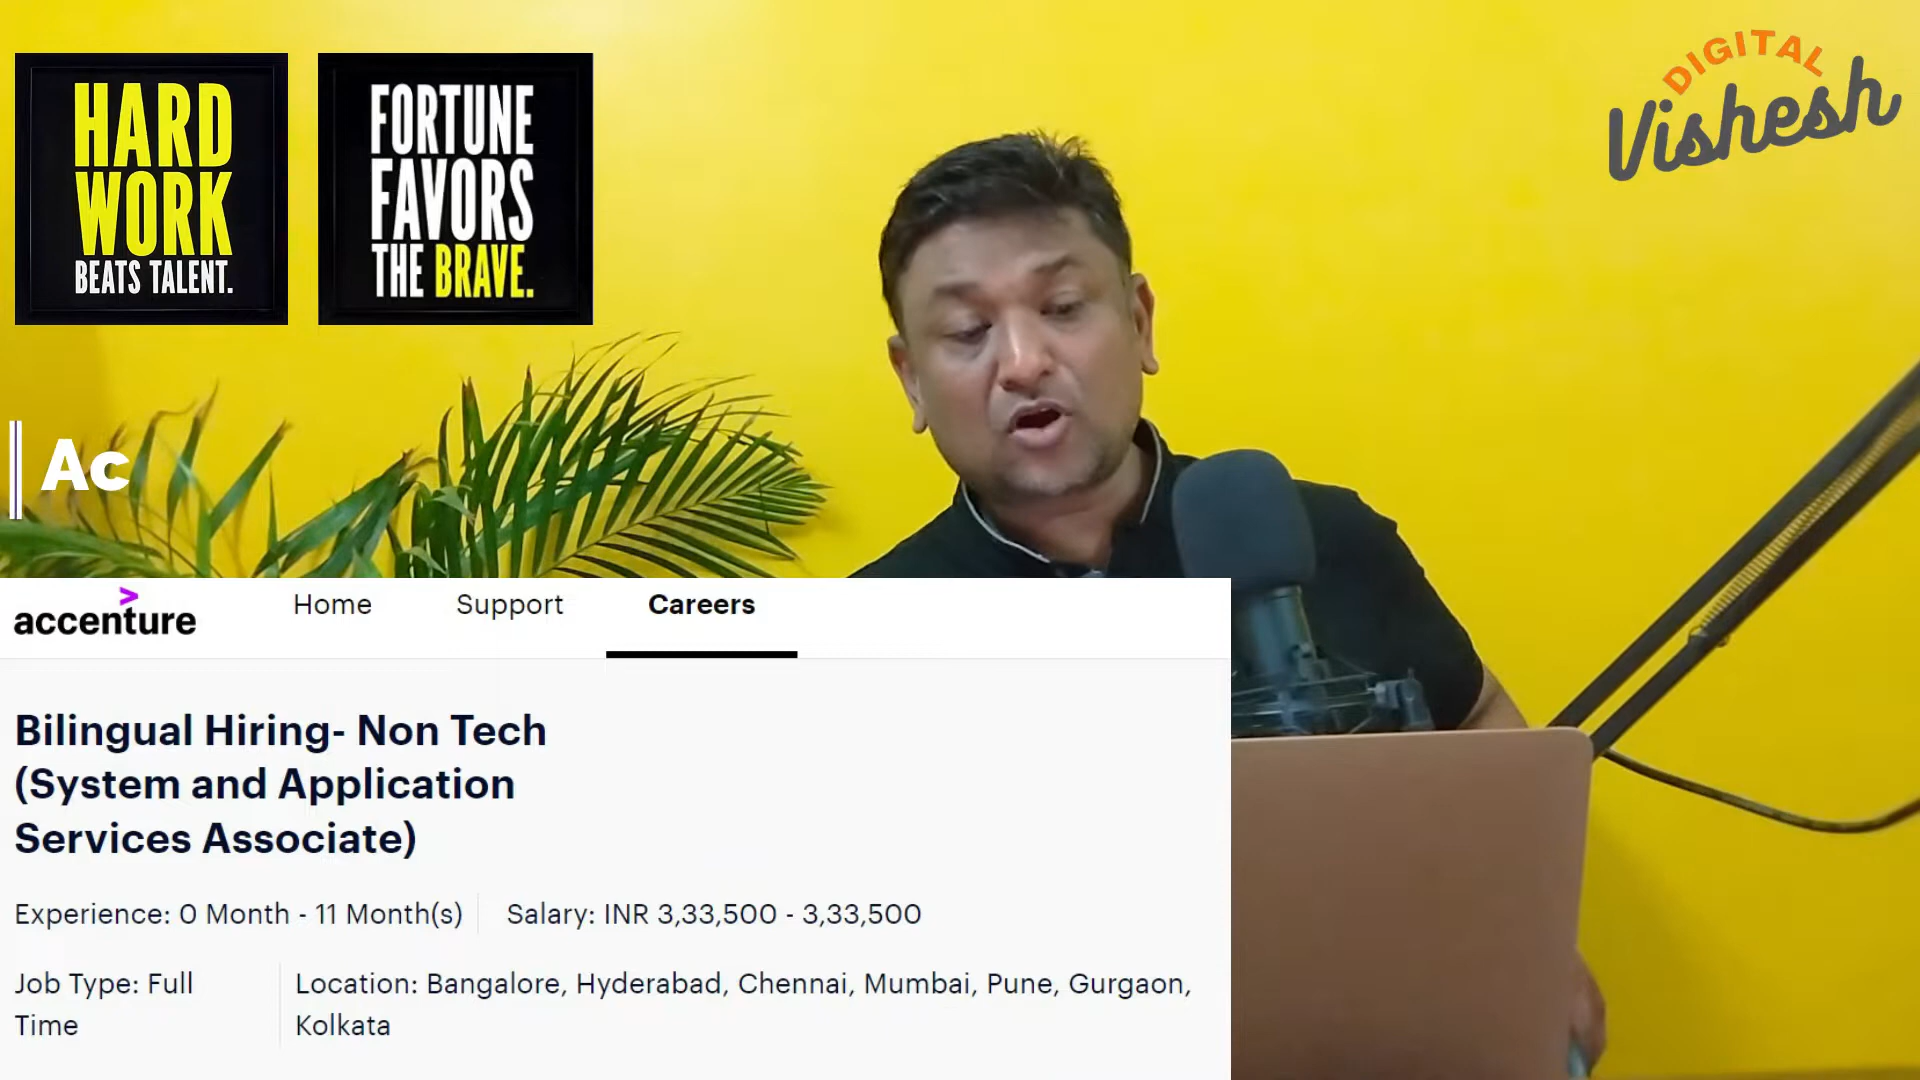 HARD
WORK
BEATS TALENT.
FORTUNE
FAVORS
THE BRAVE.
DIGITAL
Vishesh
Ac
accenture
Home
Support
Careers
Bilingual Hiring- Non Tech
(System and Application
Services Associate)
Experience: 0 Month - 11 Month(s)
Salary: INR 3,33,500 - 3,33,500
Job Type: Full
Time
Location: Bangalore, Hyderabad, Chennai, Mumbai, Pune, Gurgaon,
Kolkata